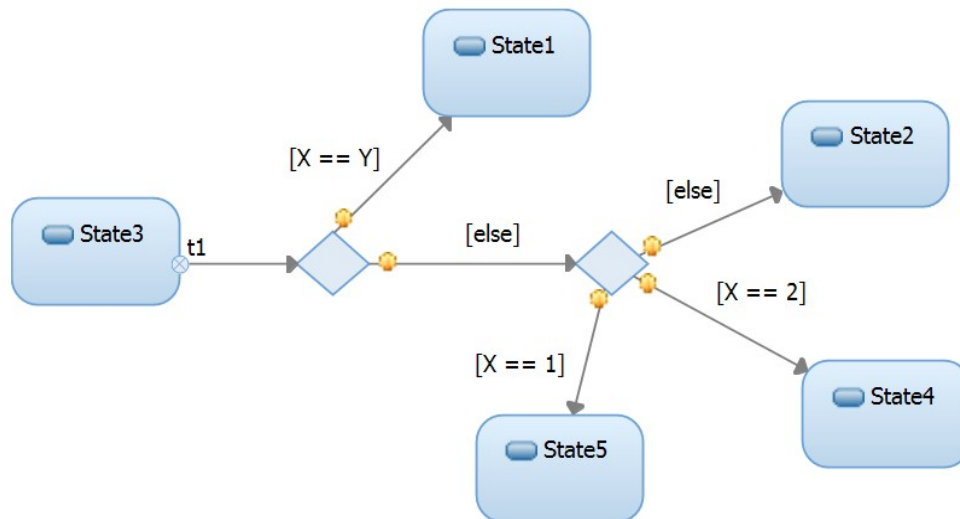 State1
State2
[X == Y]
[else]
State3
t1
[else]
[X == 2]
[X == 1]
State4
State5